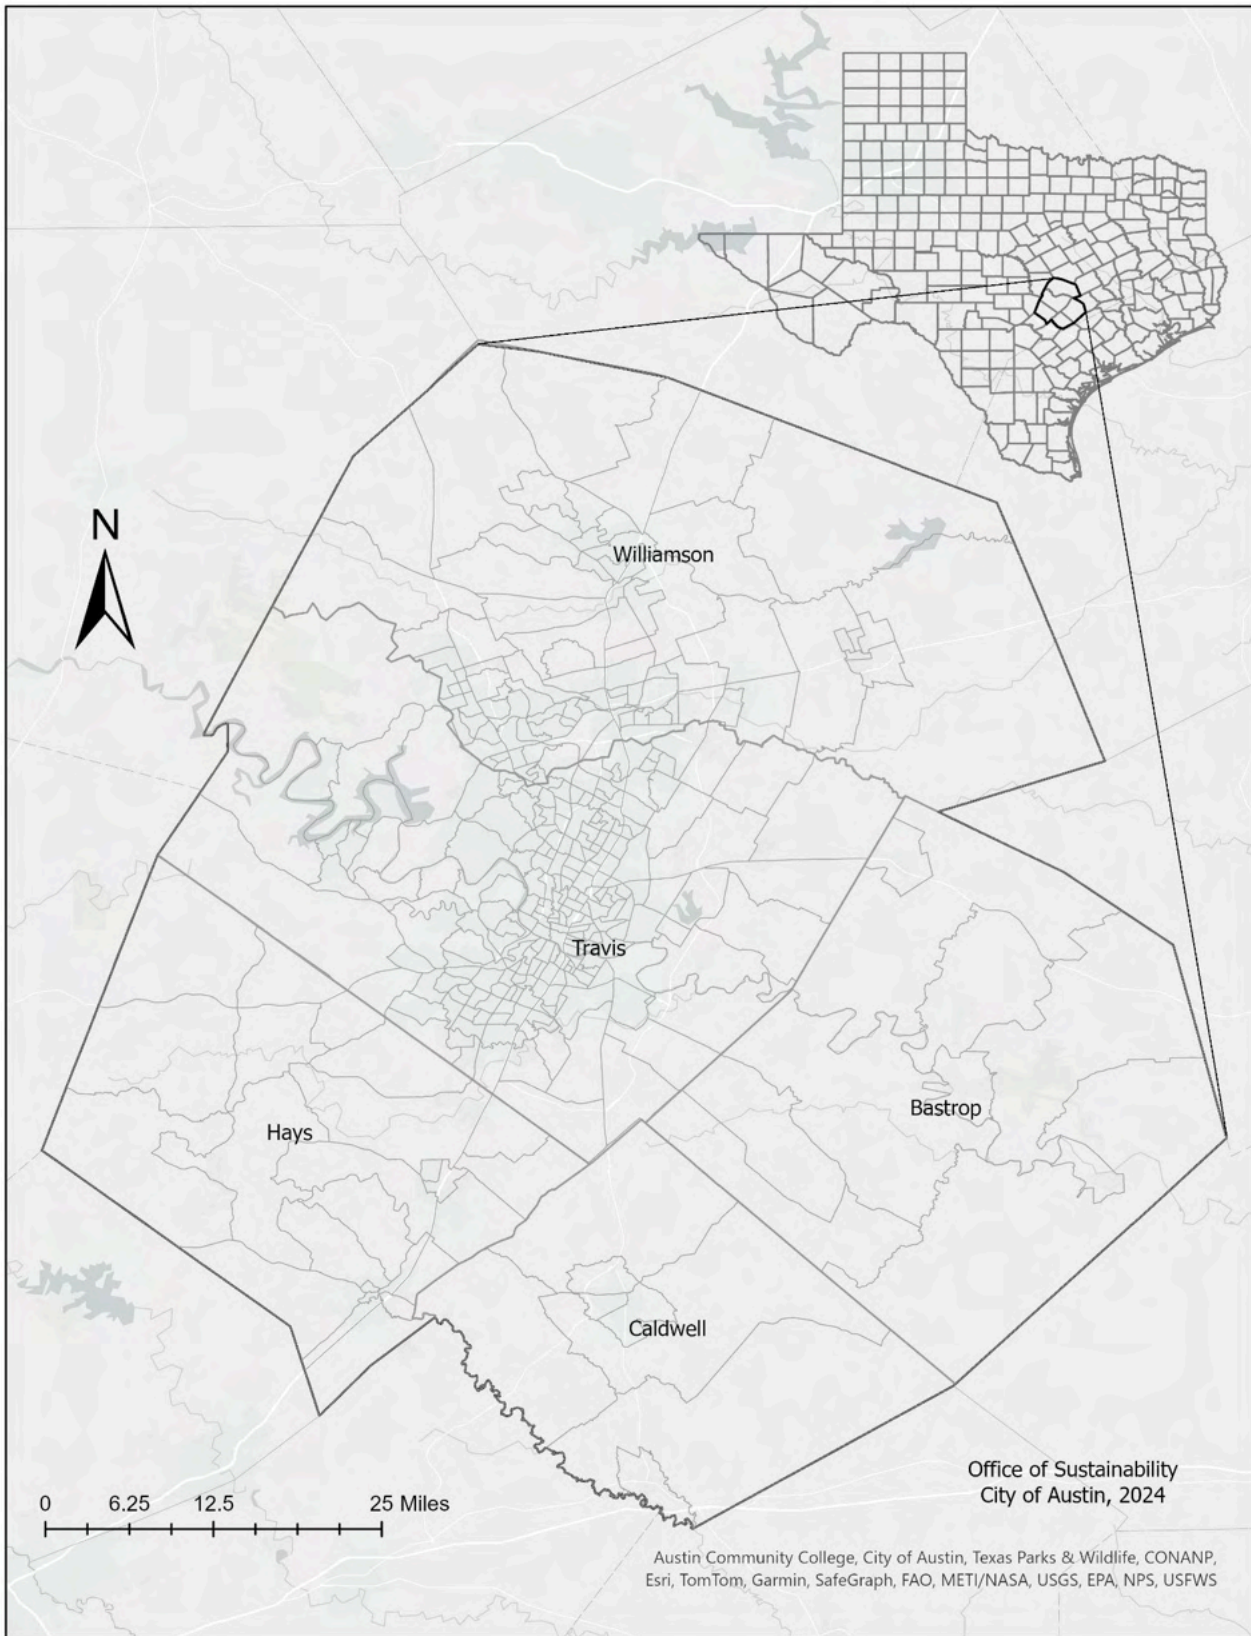 N
Williamson
Travis
Bastrop
Hays
Caldwell
Office of Sustainability
City of Austin, 2024
0 6.25 12.5 25 Miles
Austin Community College, City of Austin, Texas Parks & Wildlife, CONANP,
Esri, TomTom, Garmin, SafeGraph, FAO, METI/NASA, USGS, EPA, NPS, USFWS